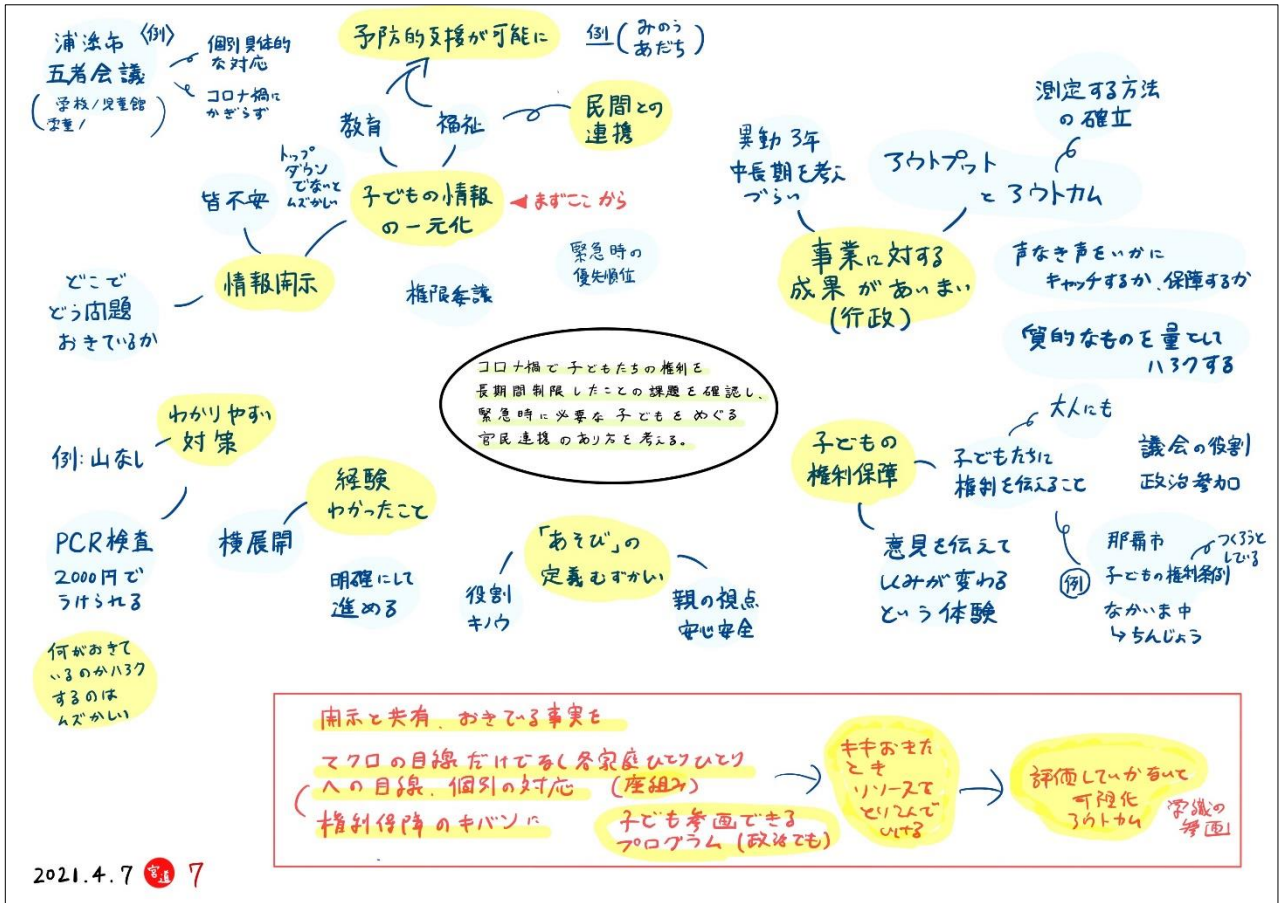 浦添市 〈例〉
五者会議
(学校/児童館
学童/ )
個別具体的
な対応
コロナ禍に
かぎらず
予防的支援が可能に
例(みのう
あだち)
教育
福祉
民間との
連携
トップ
ダウン
でないと
ムズかしい
皆不安
子どもの情報
の一元化
◀まずここから
情報開示
どこで
どう問題
おきているか
権限委譲
緊急時の
優先順位
異動 3年
中長期を考え
づらい
測定する方法
の確立
アウトプット
と アウトカム
事業に対する
成果があいまい
(行政)
声なき声をいかに
キャッチするか、保障するか
質的なものを量として
ハアクする
コロナ禍で子どもたちの権利を
長期間制限したことの課題を確認し、
緊急時に必要な子どもをめぐる
官民連携のあり方を考える。
わかりやすい
対策
例:山なし
PCR検査
2000円で
うけられる
何がおきて
いるのかハアク
するのは
ムズかしい
経験
わかったこと
横展開
明確にして
進める
「あそび」の
定義むずかしい
役割
キノウ
親の視点
安心安全
子どもの
権利保障
大人にも
子どもたちに
権利を伝えること
議会の役割
政治参加
意見を伝えて
しくみが変わる
という体験
例
那覇市
子どもの権利条例
つくろうと
している
なかいま中
↳ちんじょう
開示と共有、おきている事実を
マクロの目線だけでなし各家庭ひとりひとり
への目線、個別の対応 (座組み)
権利保障のキバンに
子ども参画できる
プログラム(政治でも)
キキおきた
とき
リソースで
とりくんで
いける
評価していかないと
可視化
アウトカム
学識の
参画
2021.4.7 7